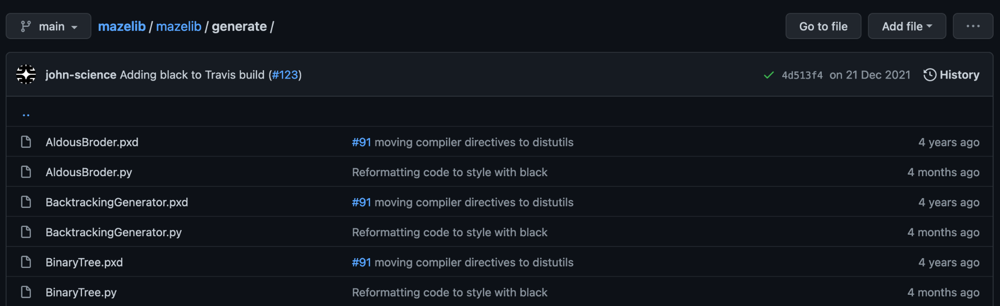 main mazelib / mazelib / generate / Go to file Add file ...
john-science Adding black to Travis build (#123) 4d513f4 on 21 Dec 2021 History
..
AldousBroder.pxd #91 moving compiler directives to distutils 4 years ago
AldousBroder.py Reformatting code to style with black 4 months ago
BacktrackingGenerator.pxd #91 moving compiler directives to distutils 4 years ago
BacktrackingGenerator.py Reformatting code to style with black 4 months ago
BinaryTree.pxd #91 moving compiler directives to distutils 4 years ago
BinaryTree.py Reformatting code to style with black 4 months ago